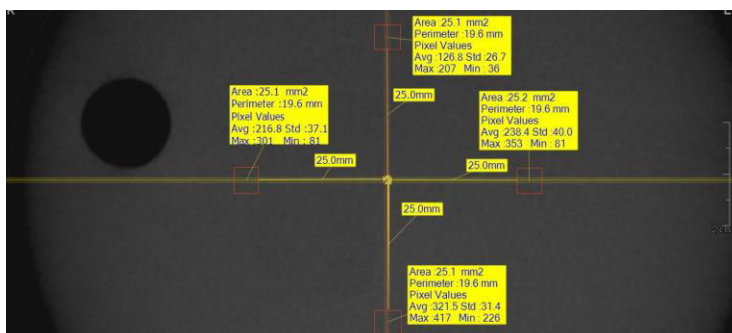 Area :25.1 mm2
Perimeter :19.6 mm
Pixel Values
Avg :126.8 Std :26.7
Max :207 Min : 36
25.0mm
Area :25.1 mm2
Perimeter :19.6 mm
Pixel Values
Avg :216.8 Std :37.1
Max :301 Min : 81
Area :25.2 mm2
Perimeter :19.6 mm
Pixel Values
Avg :238.4 Std :40.0
Max :353 Min : 81
25.0mm
25.0mm
25.0mm
Area :25.1 mm2
Perimeter :19.6 mm
Pixel Values
Avg :321.5 Std :31.4
Max :417 Min : 226